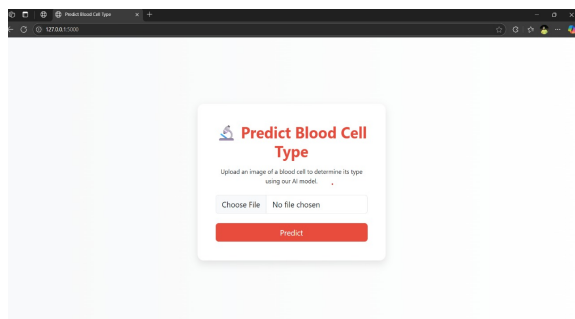 Predict Blood Cell Type
127.0.0.1:5000
Predict Blood Cell
Type
Upload an image of a blood cell to determine its type
using our AI model.
Choose File No file chosen
Predict